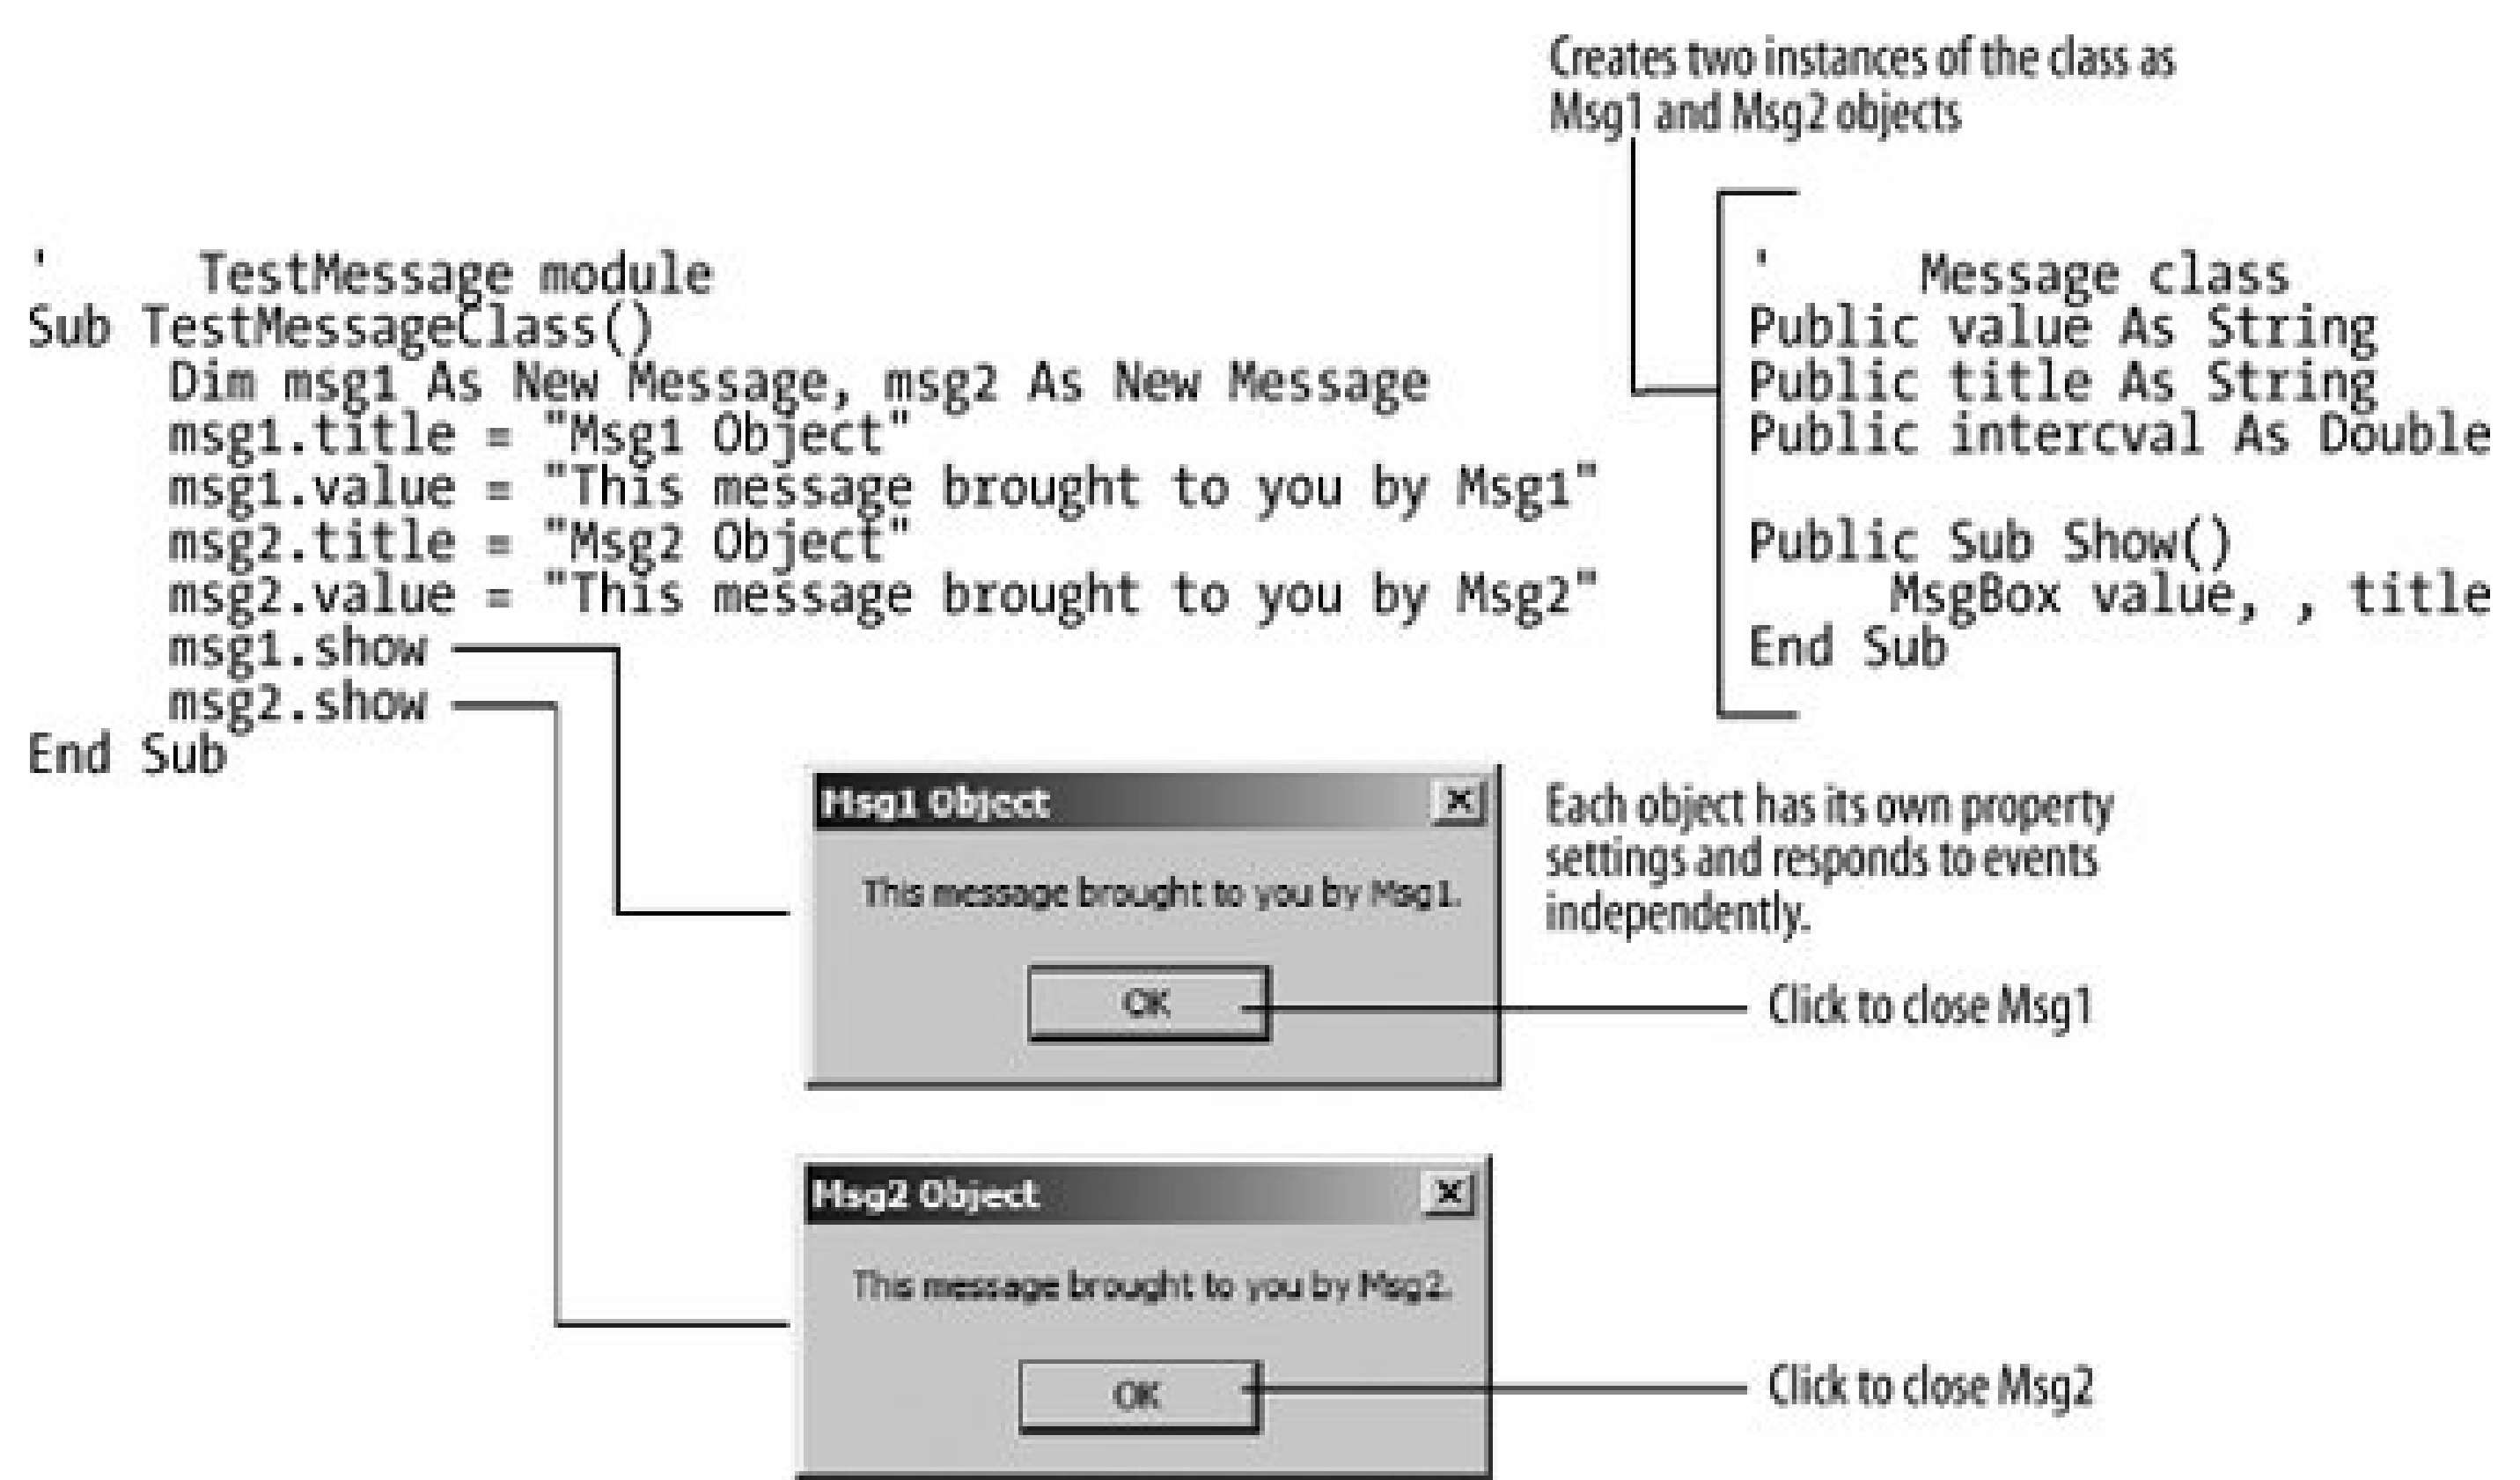 Creates two instances of the class as
Msg1 and Msg2 objects
' TestMessage module
Sub TestMessageClass()
Dim msg1 As New Message, msg2 As New Message
msg1.title = "Msg1 Object"
msg1.value = "This message brought to you by Msg1"
msg2.title = "Msg2 Object"
msg2.value = "This message brought to you by Msg2"
msg1.show
msg2.show
End Sub
' Message class
Public value As String
Public title As String
Public intercval As Double
Public Sub Show()
MsgBox value, , title
End Sub
Msg1 Object
This message brought to you by Msg1.
OK
Each object has its own property
settings and responds to events
independently.
Click to close Msg1
Msg2 Object
This message brought to you by Msg2.
OK
Click to close Msg2